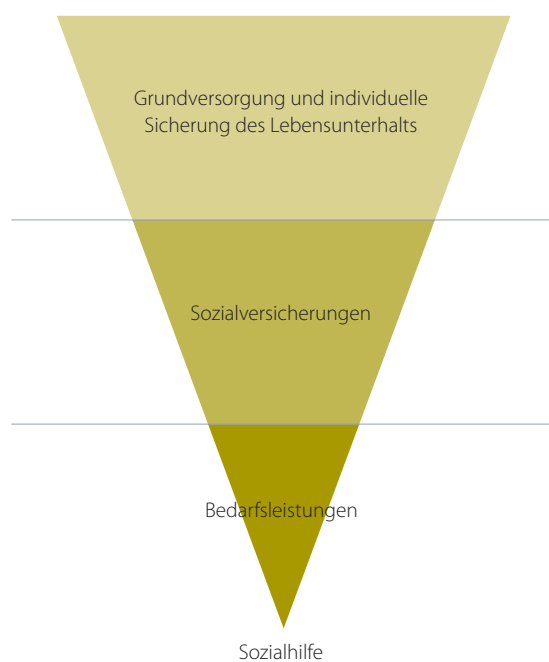 Grundversorgung und individuelle
Sicherung des Lebensunterhalts
Sozialversicherungen
Bedarfsleistungen
Sozialhilfe